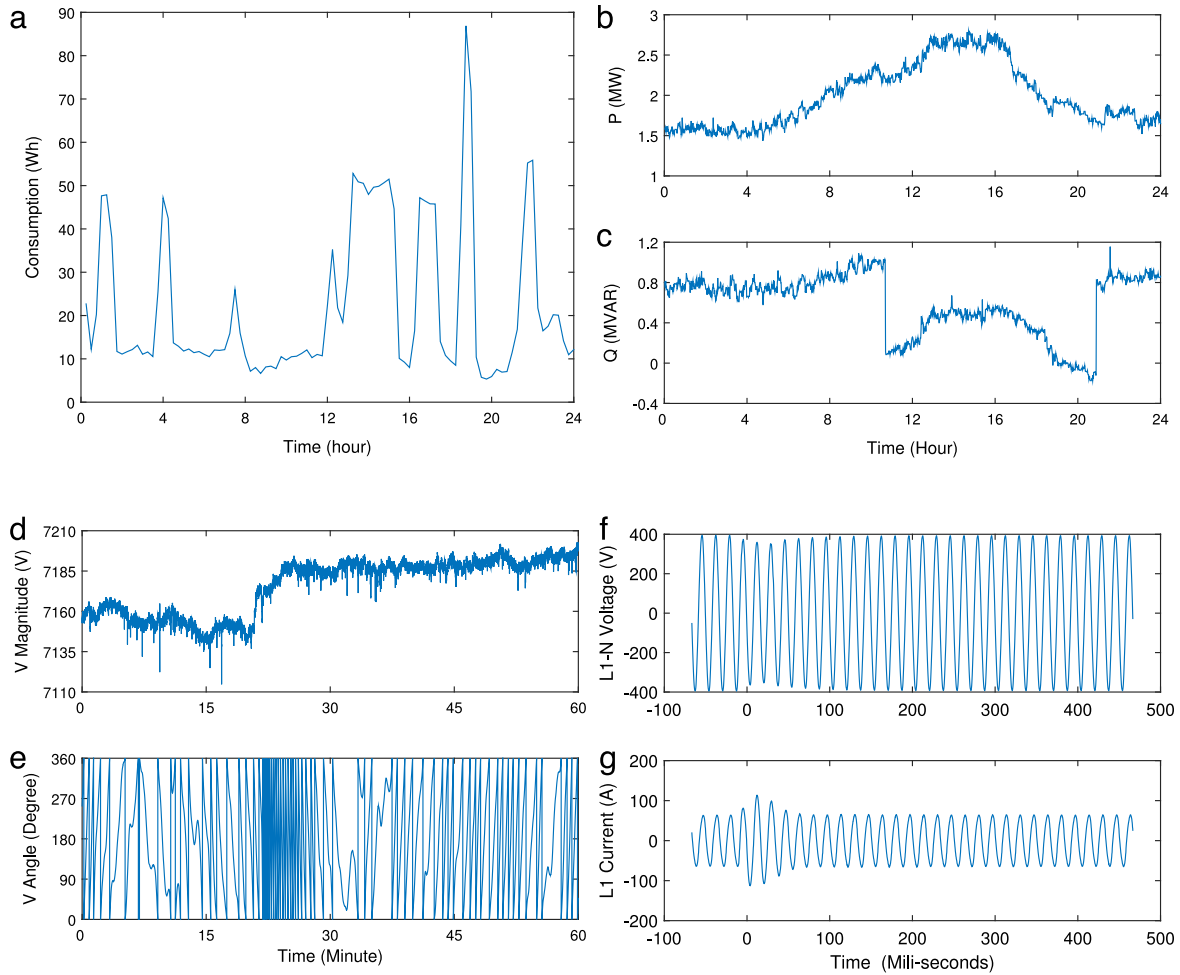 a
90
80
70
60
50
40
30
20
10
0
Consumption (Wh)
0 4 8 12 16 20 24
Time (hour)
b
3
2.5
2
1.5
1
P (MW)
0 4 8 12 16 20 24
c
1.2
0.8
0.4
0
-0.4
Q (MVAR)
0 4 8 12 16 20 24
Time (Hour)
d
7210
7185
7160
7135
7110
V Magnitude (V)
0 15 30 45 60
e
360
270
180
90
0
V Angle (Degree)
0 15 30 45 60
Time (Minute)
f
400
200
0
-200
-400
L1-N Voltage (V)
-100 0 100 200 300 400 500
g
200
100
0
-100
-200
L1 Current (A)
-100 0 100 200 300 400 500
Time (Mili-seconds)